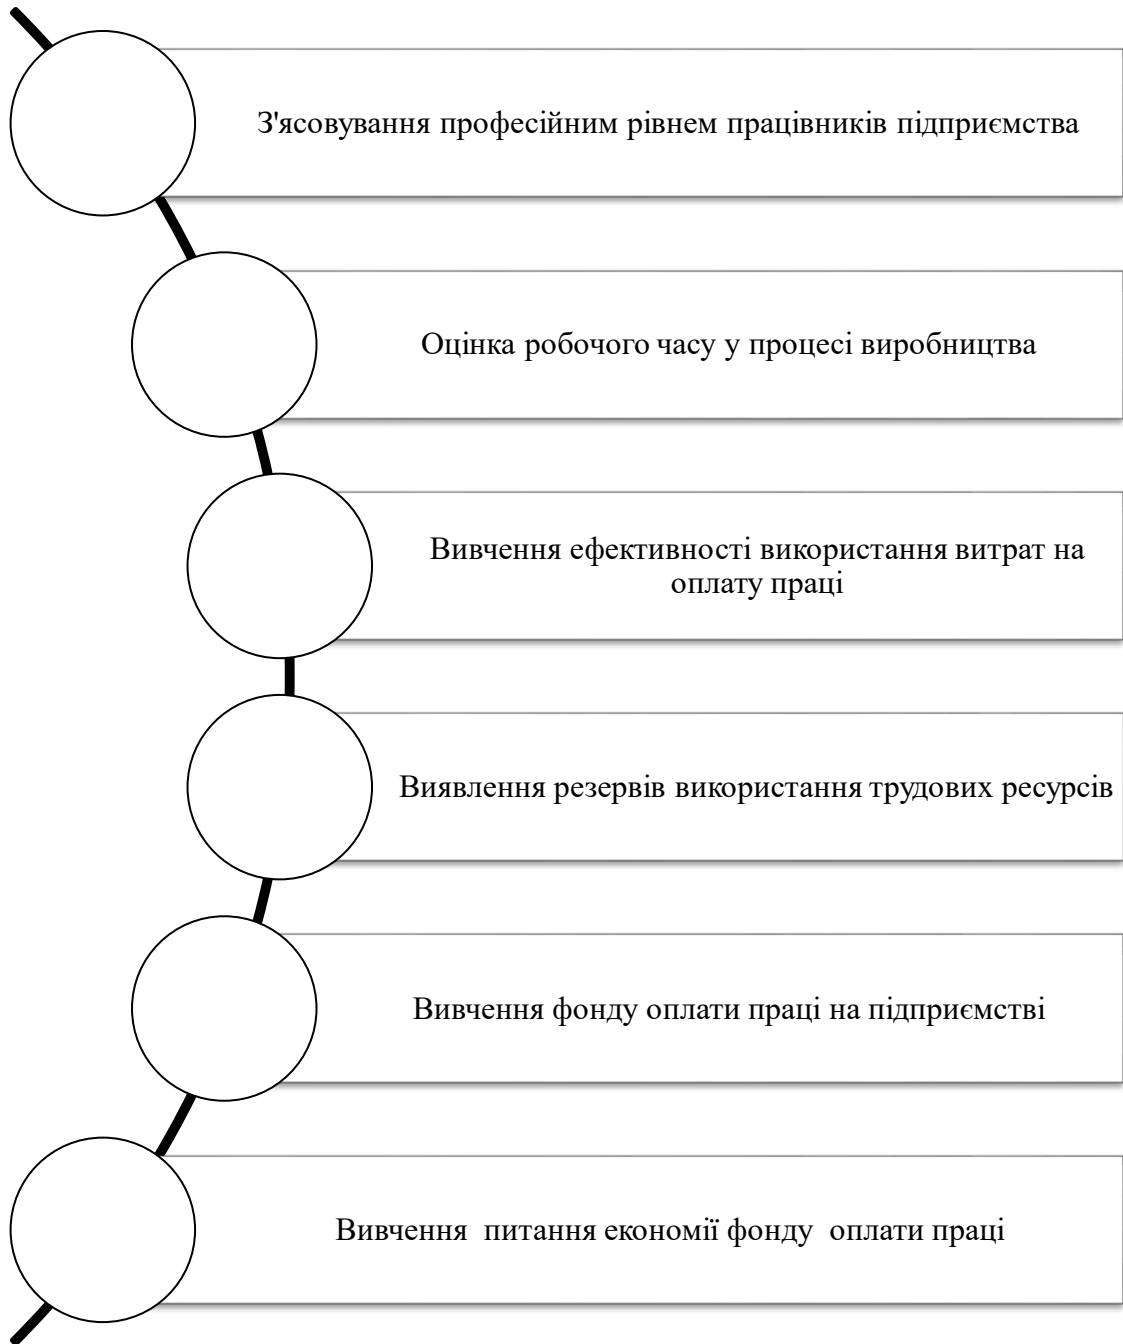 З'ясовування професійним рівнем працівників підприємства
Оцінка робочого часу у процесі виробництва
Вивчення ефективності використання витрат на
оплату праці
Виявлення резервів використання трудових ресурсів
Вивчення фонду оплати праці на підприємстві
Вивчення питання економії фонду оплати праці